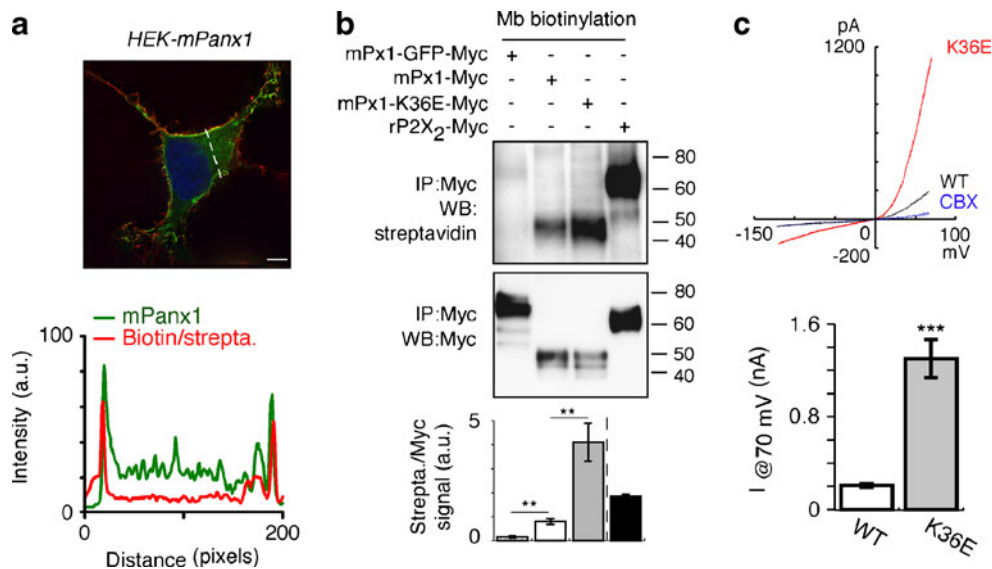 a
HEK-mPanx1
mPanx1
Biotin/strepta.
Intensity (a.u.)
100
0
0
200
Distance (pixels)
b
Mb biotinylation
mPx1-GFP-Myc + - - -
mPx1-Myc - + - -
mPx1-K36E-Myc - - + -
rP2X2-Myc - - - +
IP:Myc
WB:
streptavidin
80
60
50
40
IP:Myc
WB:Myc
80
60
50
40
Strepta./Myc
signal (a.u.)
5
0
**
**
c
pA
1200
K36E
WT
CBX
-150
0
100
mV
-200
I @70 mV (nA)
1.6
0.8
0
***
WT
K36E